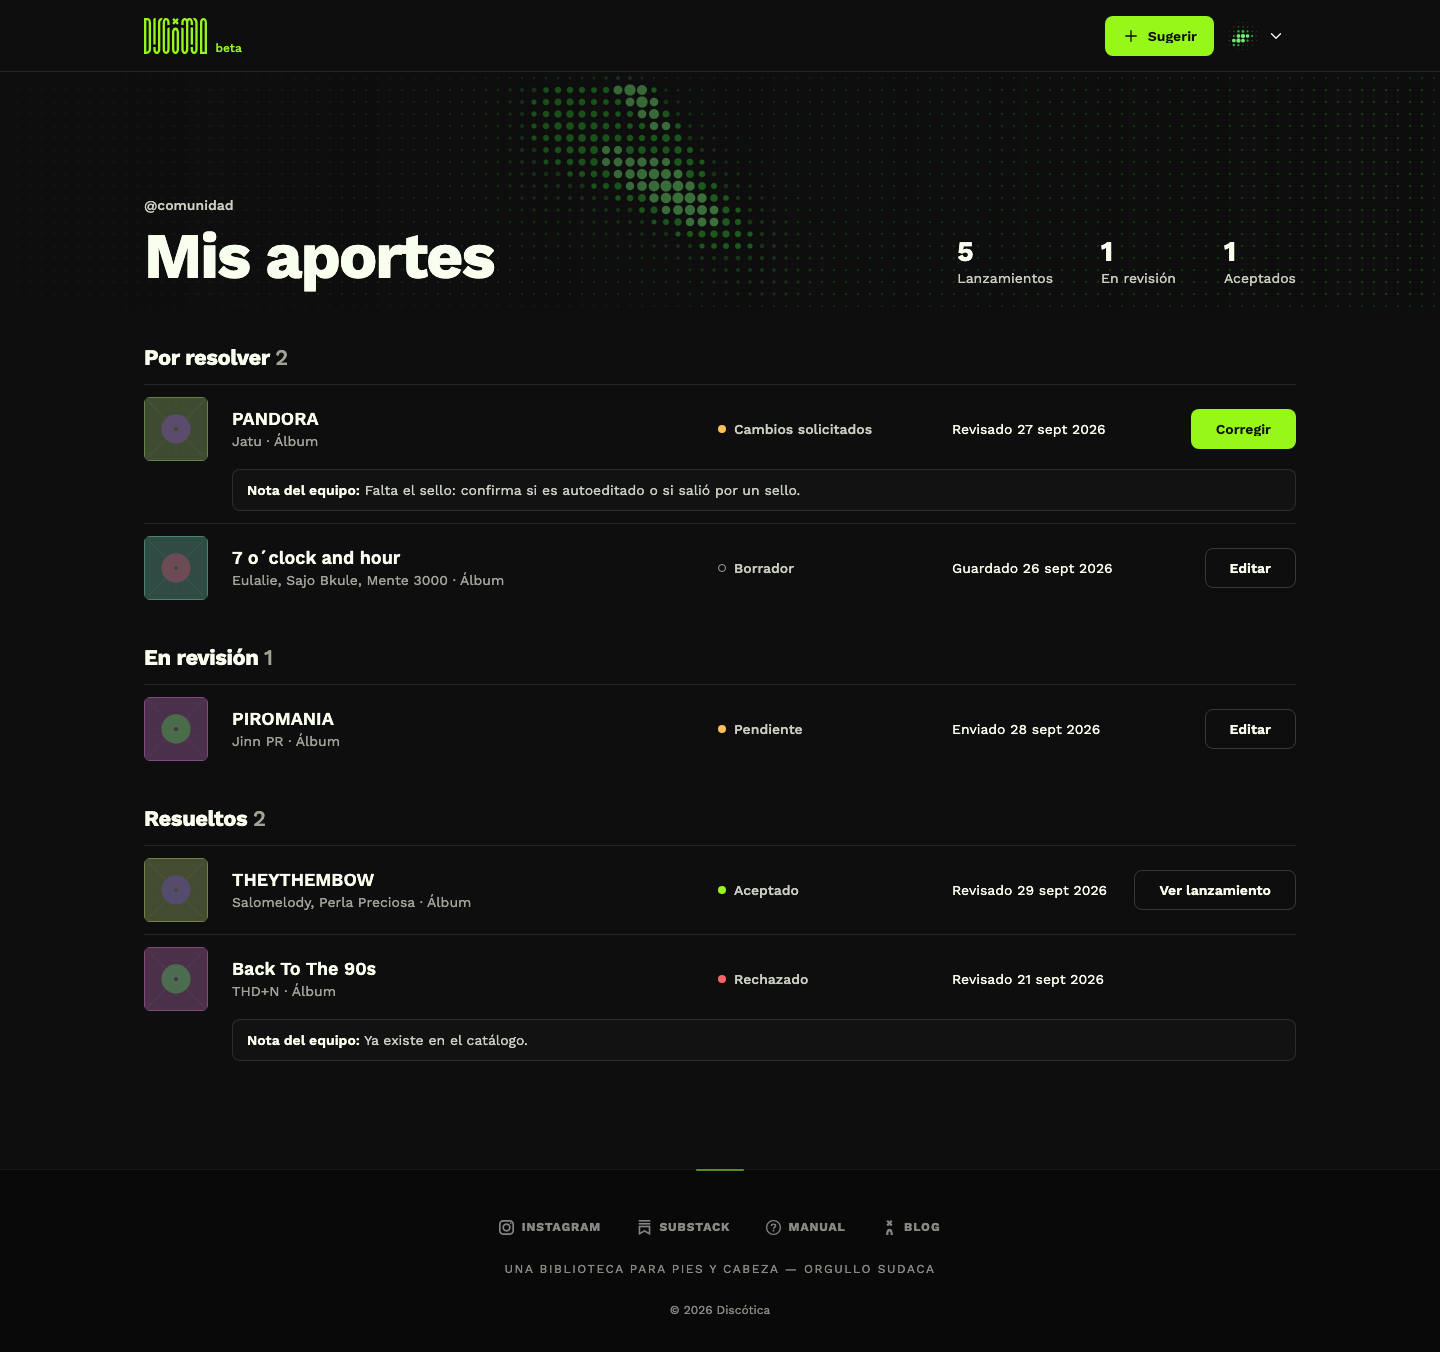 DISCÓTICA beta
Sugerir
@comunidad
Mis aportes
5
Lanzamientos
1
En revisión
1
Aceptados
Por resolver 2
PANDORA
Jatu · Álbum
Cambios solicitados
Revisado 27 sept 2026
Corregir
Nota del equipo: Falta el sello: confirma si es autoeditado o si salió por un sello.
7 o´clock and hour
Eulalie, Sajo Bkule, Mente 3000 · Álbum
Borrador
Guardado 26 sept 2026
Editar
En revisión 1
PIROMANIA
Jinn PR · Álbum
Pendiente
Enviado 28 sept 2026
Editar
Resueltos 2
THEYTHEMBOW
Salomelody, Perla Preciosa · Álbum
Aceptado
Revisado 29 sept 2026
Ver lanzamiento
Back To The 90s
THD+N · Álbum
Rechazado
Revisado 21 sept 2026
Nota del equipo: Ya existe en el catálogo.
INSTAGRAM
SUBSTACK
MANUAL
BLOG
UNA BIBLIOTECA PARA PIES Y CABEZA — ORGULLO SUDACA
© 2026 Discótica